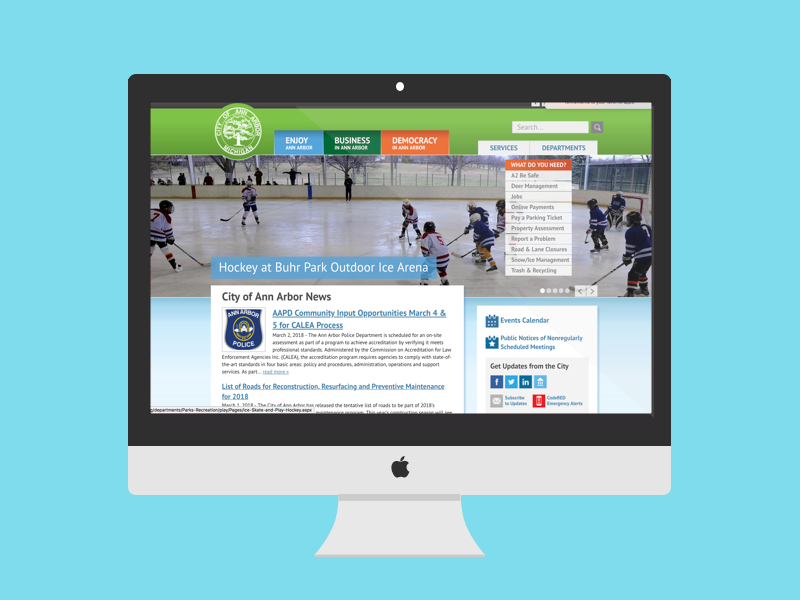 CITY OF ANN ARBOR
MICHIGAN
Search...
ENJOY
ANN ARBOR
BUSINESS
IN ANN ARBOR
DEMOCRACY
IN ANN ARBOR
SERVICES
DEPARTMENTS
WHAT DO YOU NEED?
A2 Be Safe
Deer Management
Jobs
Online Payments
Pay a Parking Ticket
Property Assessment
Report a Problem
Road & Lane Closures
Snow/Ice Management
Trash & Recycling
Hockey at Buhr Park Outdoor Ice Arena
City of Ann Arbor News
ANN ARBOR
POLICE
AAPD Community Input Opportunities March 4 &
5 for CALEA Process
March 2, 2018 - The Ann Arbor Police Department is scheduled for an on-site
assessment as part of a program to achieve accreditation by verifying it meets
professional standards. Administered by the Commission on Accreditation for Law
Enforcement Agencies Inc. (CALEA), the accreditation program requires agencies to comply with state-of-
the-art standards in four basic areas: policy and procedures, administration, operations and support
services. As part... read more »
List of Roads for Reconstruction, Resurfacing and Preventive Maintenance
for 2018
March 1, 2018 - The City of Ann Arbor has released the tentative list of roads to be part of 2018's
maintenance program. This year's construction season will see
/departments/Parks-Recreation/play/Pages/Ice-Skate-and-Play-Hockey.aspx
Events Calendar
Public Notices of Nonregularly
Scheduled Meetings
Get Updates from the City
Subscribe
to Updates
CodeRED
Emergency Alerts